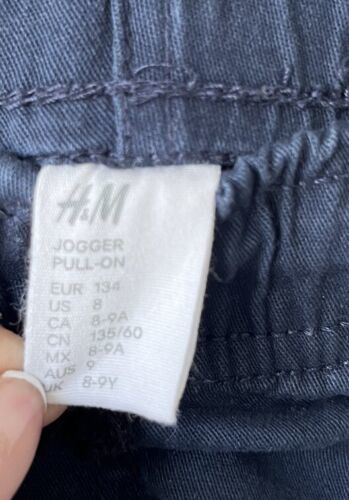 H&M
JOGGER
PULL-ON
EUR 134
US 8
CA 8-9A
CN 135/60
MX 8-9A
AUS 9
UK 8-9Y